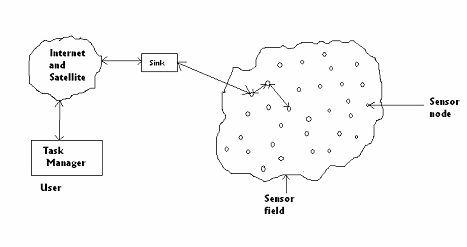 Internet
and
Satellite
Sink
Sensor
node
Task
Manager
User
Sensor
field